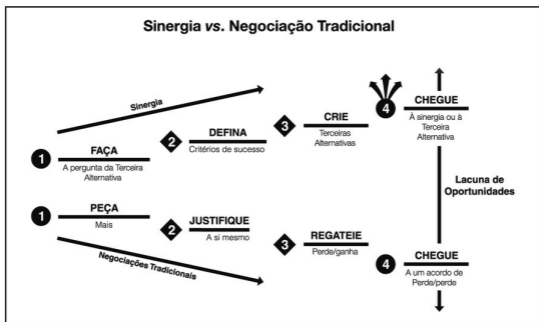 Sinergia vs. Negociação Tradicional
Sinergia
1
FAÇA
A pergunta da Terceira
Alternativa
2
DEFINA
Critérios de sucesso
3
CRIE
Terceiras
Alternativas
4
CHEGUE
À sinergia ou à
Terceira
Alternativa
Lacuna de
Oportunidades
1
PEÇA
Mais
2
JUSTIFIQUE
A si mesmo
3
REGATEIE
Perde/ganha
4
CHEGUE
A um acordo de
Perde/perde
Negociações Tradicionais